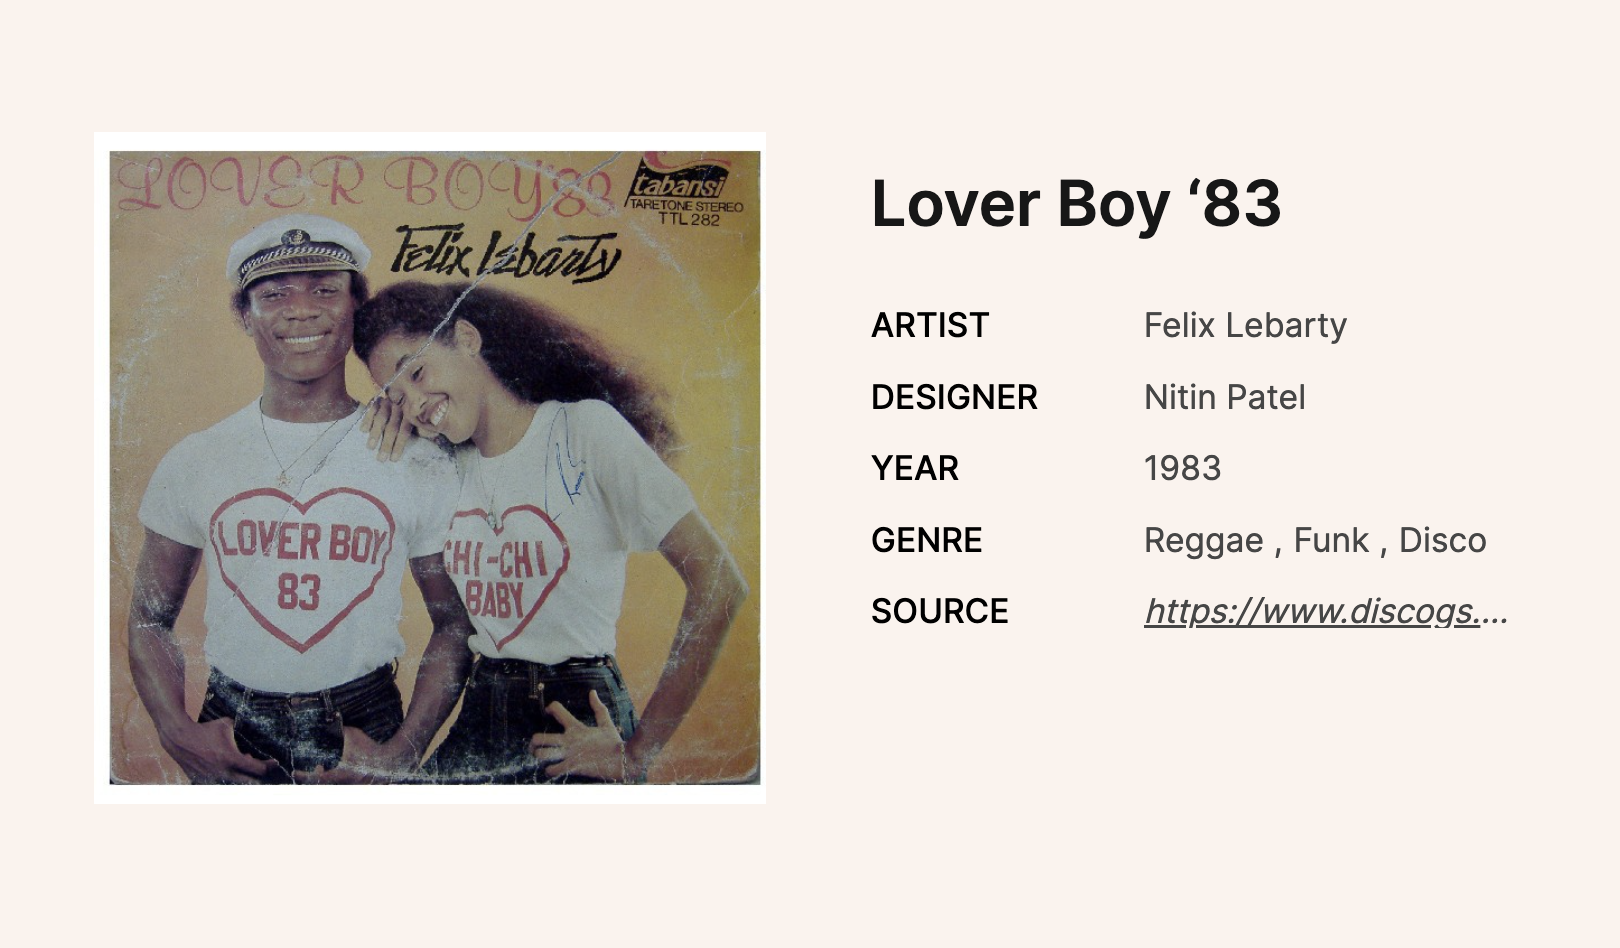 LOVER BOY'83
tabansi
TARETONE STEREO
TTL 282
Felix Lebarty
LOVER BOY
83
CHI-CHI
BABY
Lover Boy ‘83
ARTIST Felix Lebarty
DESIGNER Nitin Patel
YEAR 1983
GENRE Reggae , Funk , Disco
SOURCE https://www.discogs....